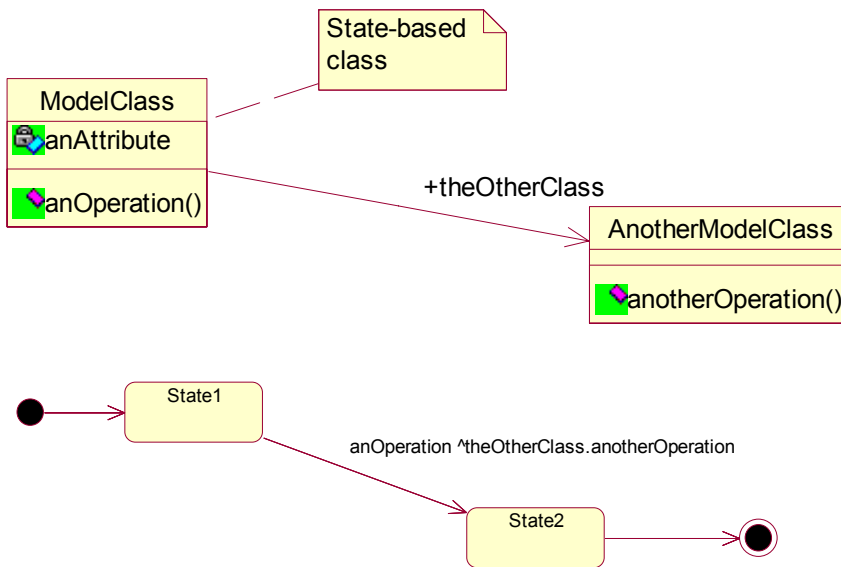 State-based
class
ModelClass
anAttribute
anOperation()
+theOtherClass
AnotherModelClass
anotherOperation()
State1
anOperation ^theOtherClass.anotherOperation
State2